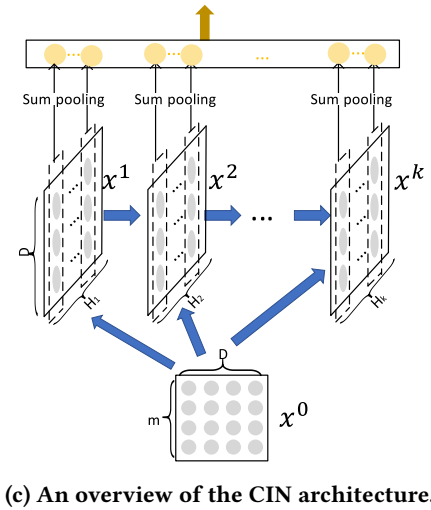 ...
Sum pooling Sum pooling Sum pooling
x^1 x^2 x^k
D
...
H_1 H_2 H_k
D
m
x^0
(c) An overview of the CIN architecture.